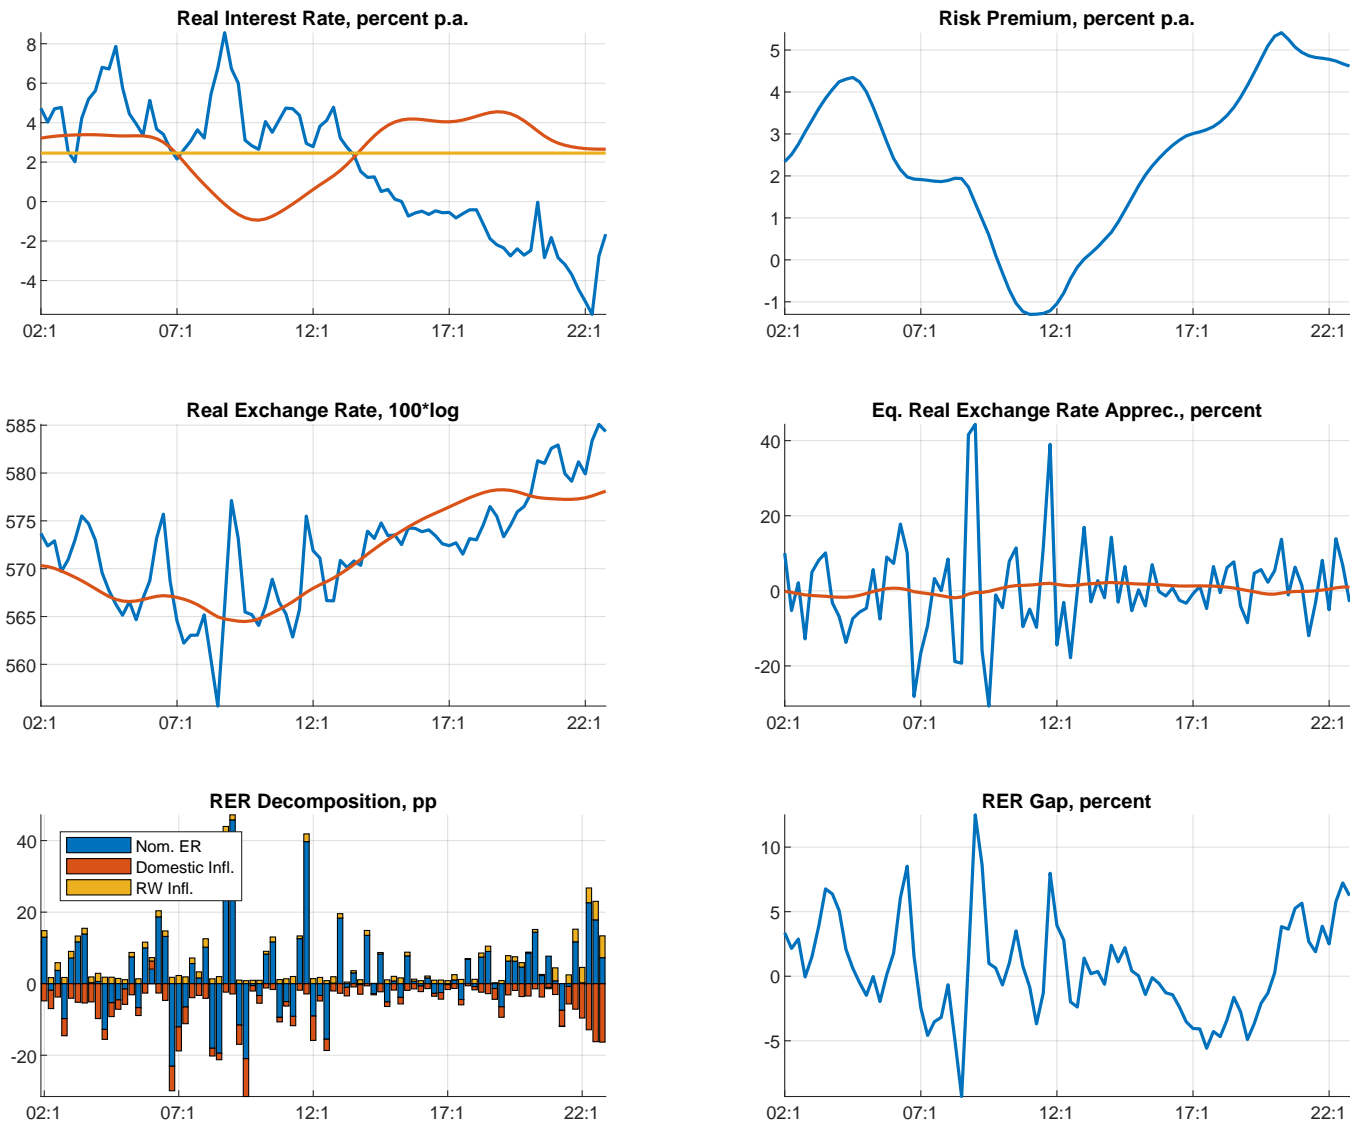 Real Interest Rate, percent p.a.
8
6
4
2
0
-2
-4
02:1 07:1 12:1 17:1 22:1
Risk Premium, percent p.a.
5
4
3
2
1
0
-1
02:1 07:1 12:1 17:1 22:1
Real Exchange Rate, 100*log
585
580
575
570
565
560
02:1 07:1 12:1 17:1 22:1
Eq. Real Exchange Rate Apprec., percent
40
20
0
-20
02:1 07:1 12:1 17:1 22:1
RER Decomposition, pp
40
20
0
-20
Nom. ER
Domestic Infl.
RW Infl.
02:1 07:1 12:1 17:1 22:1
RER Gap, percent
10
5
0
-5
02:1 07:1 12:1 17:1 22:1